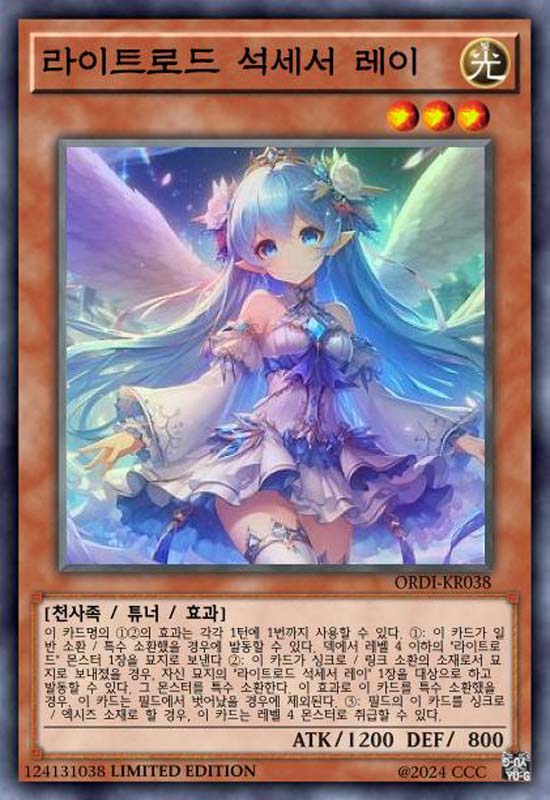 라이트로드 석세서 레이
光
ORDI-KR038
[천사족 / 튜너 / 효과]
이 카드명의 ①②의 효과는 각각 1턴에 1번까지 사용할 수 있다. ①: 이 카드가 일
반 소환 / 특수 소환했을 경우에 발동할 수 있다. 덱에서 레벨 4 이하의 "라이트로
드" 몬스터 1장을 묘지로 보낸다 ②: 이 카드가 싱크로 / 링크 소환의 소재로서 묘
지로 보내졌을 경우, 자신 묘지의 "라이트로드 석세서 레이" 1장을 대상으로 하고
발동할 수 있다. 그 몬스터를 특수 소환한다. 이 효과로 이 카드를 특수 소환했을
경우, 이 카드는 필드에서 벗어났을 경우에 제외된다. ③: 필드의 이 카드를 싱크로
/ 엑시즈 소재로 할 경우, 이 카드는 레벨 4 몬스터로 취급할 수 있다.
ATK/1200 DEF/ 800
124131038 LIMITED EDITION
@2024 CCC